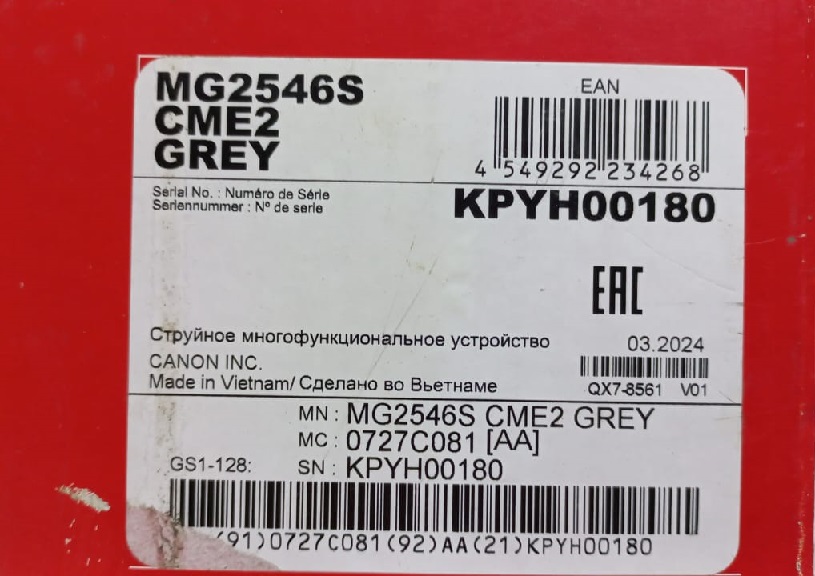 MG2546S
CME2
GREY
EAN
4 549292 234268
Serial No. : Numéro de Série
Seriennummer : Nº de serie
KPYH00180
EAC
Струйное многофункциональное устройство
03.2024
CANON INC.
Made in Vietnam/ Сделано во Вьетнаме
QX7-8561 V01
MN : MG2546S CME2 GREY
MC : 0727C081 [AA]
GS1-128: SN : KPYH00180
(91)0727C081(92)AA(21)KPYH00180